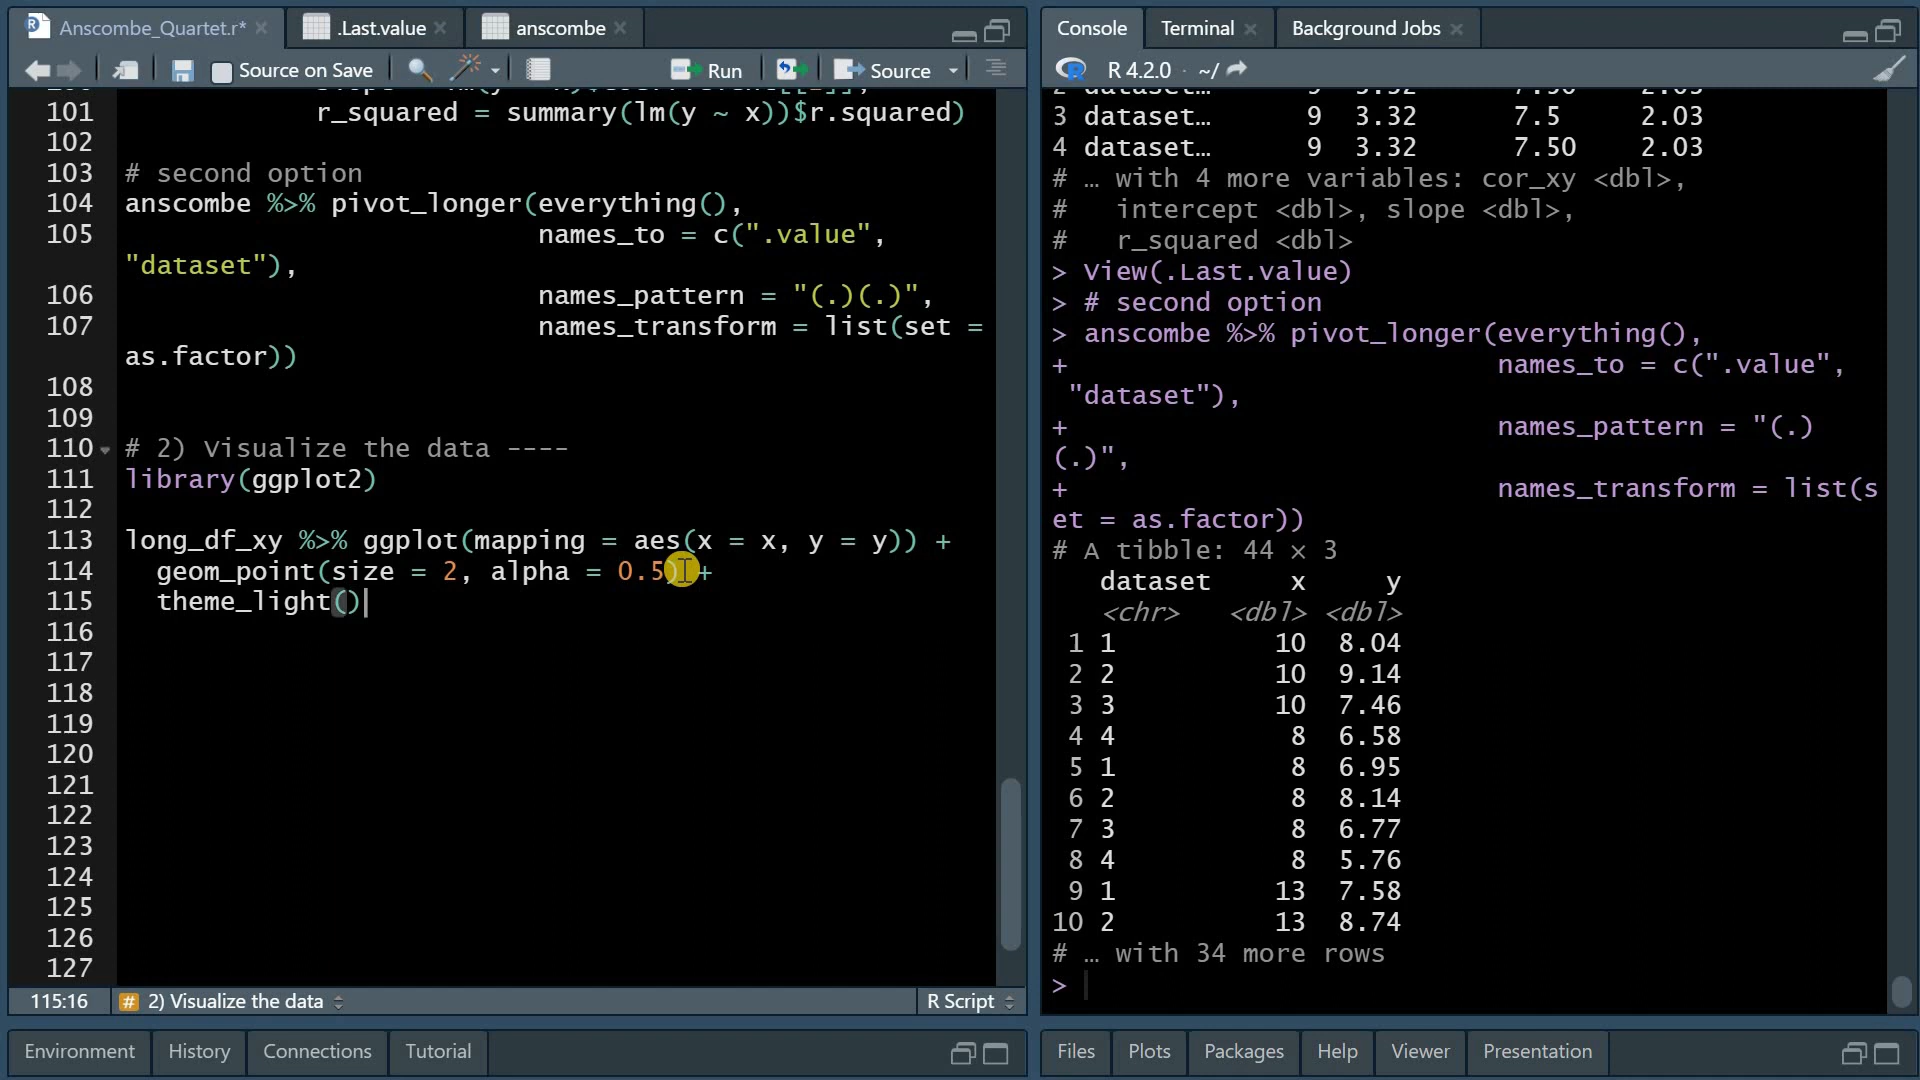 Anscombe_Quartet.r*
.Last.value
anscombe
Source on Save
Run
Source
101 r_squared = summary(lm(y ~ x))$r.squared)
102
103 # second option
104 anscombe %>% pivot_longer(everything(),
105 names_to = c(".value",
"dataset"),
106 names_pattern = "(.)(.)",
107 names_transform = list(set =
as.factor))
108
109
110 # 2) Visualize the data ----
111 library(ggplot2)
112
113 long_df_xy %>% ggplot(mapping = aes(x = x, y = y)) +
114 geom_point(size = 2, alpha = 0.5) +
115 theme_light()
116
117
118
119
120
121
122
123
124
125
126
127
115:16 # 2) Visualize the data R Script
Environment History Connections Tutorial
Console Terminal Background Jobs
R 4.2.0 · ~/
3 dataset… 9 3.32 7.5 2.03
4 dataset… 9 3.32 7.50 2.03
# … with 4 more variables: cor_xy <dbl>,
# intercept <dbl>, slope <dbl>,
# r_squared <dbl>
> View(.Last.value)
> # second option
> anscombe %>% pivot_longer(everything(),
+ names_to = c(".value",
"dataset"),
+ names_pattern = "(.)
(.)",
+ names_transform = list(s
et = as.factor))
# A tibble: 44 × 3
dataset x y
<chr> <dbl> <dbl>
1 1 10 8.04
2 2 10 9.14
3 3 10 7.46
4 4 8 6.58
5 1 8 6.95
6 2 8 8.14
7 3 8 6.77
8 4 8 5.76
9 1 13 7.58
10 2 13 8.74
# … with 34 more rows
>
Files Plots Packages Help Viewer Presentation